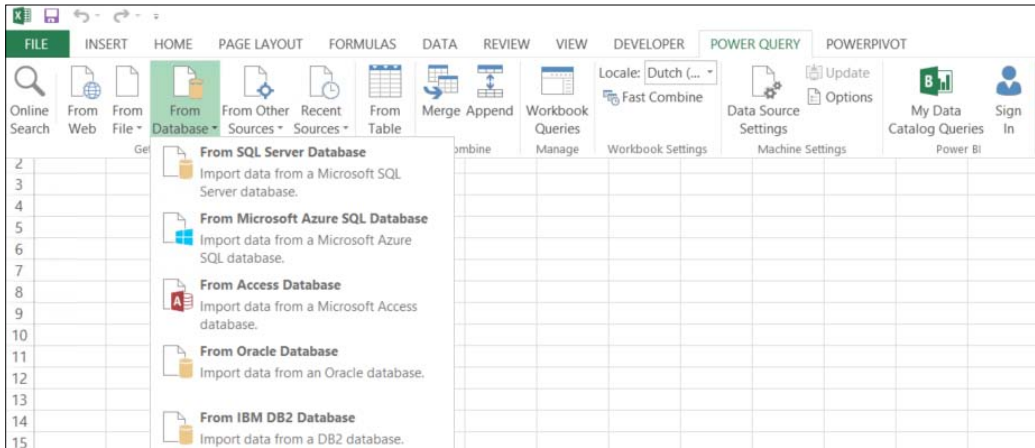 FILE INSERT HOME PAGE LAYOUT FORMULAS DATA REVIEW VIEW DEVELOPER POWER QUERY POWERPIVOT
Online Search
From Web
From File
From Database
From Other Sources
Recent Sources
From Table
Merge
Append
Workbook Queries
Locale: Dutch (...
Fast Combine
Data Source Settings
Update
Options
My Data Catalog Queries
Sign In
Get
mbine
Manage
Workbook Settings
Machine Settings
Power BI
From SQL Server Database
Import data from a Microsoft SQL
Server database.
From Microsoft Azure SQL Database
Import data from a Microsoft Azure
SQL database.
From Access Database
Import data from a Microsoft Access
database.
From Oracle Database
Import data from an Oracle database.
From IBM DB2 Database
Import data from a DB2 database.
2
3
4
5
6
7
8
9
10
11
12
13
14
15